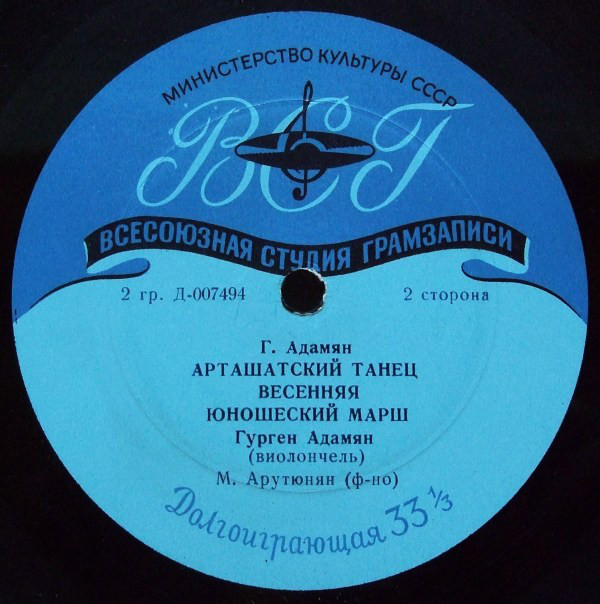 МИНИСТЕРСТВО КУЛЬТУРЫ СССР
ВСГ
ВСЕСОЮЗНАЯ СТУДИЯ ГРАМЗАПИСИ
2 гр. Д-007494 2 сторона
Г. Адамян
АРТАШАТСКИЙ ТАНЕЦ
ВЕСЕННЯЯ
ЮНОШЕСКИЙ МАРШ
Гурген Адамян
(виолончель)
М. Арутюнян (ф-но)
Долгоиграющая 33 1/3